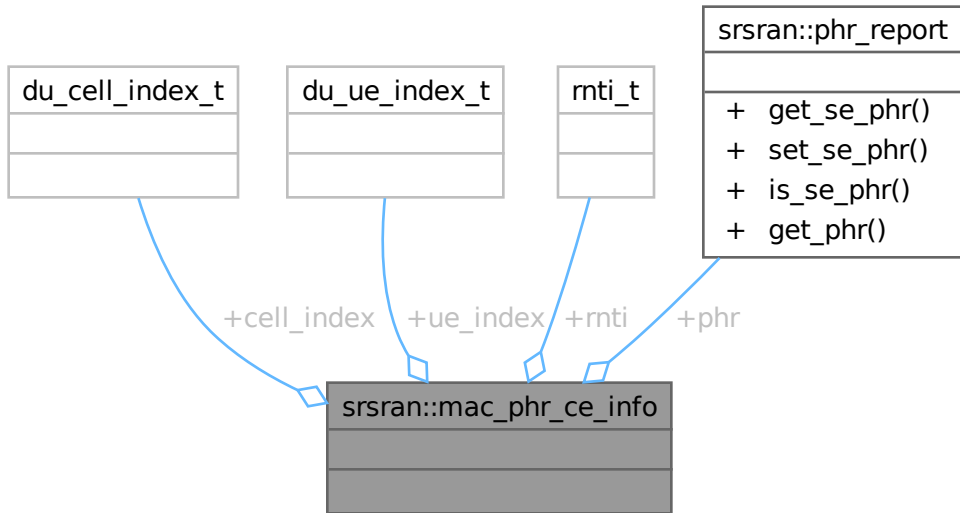 srsran::phr_report
du_cell_index_t
du_ue_index_t
rnti_t
+ get_se_phr()
+ set_se_phr()
+ is_se_phr()
+ get_phr()
+cell_index
+ue_index
+rnti
+phr
srsran::mac_phr_ce_info